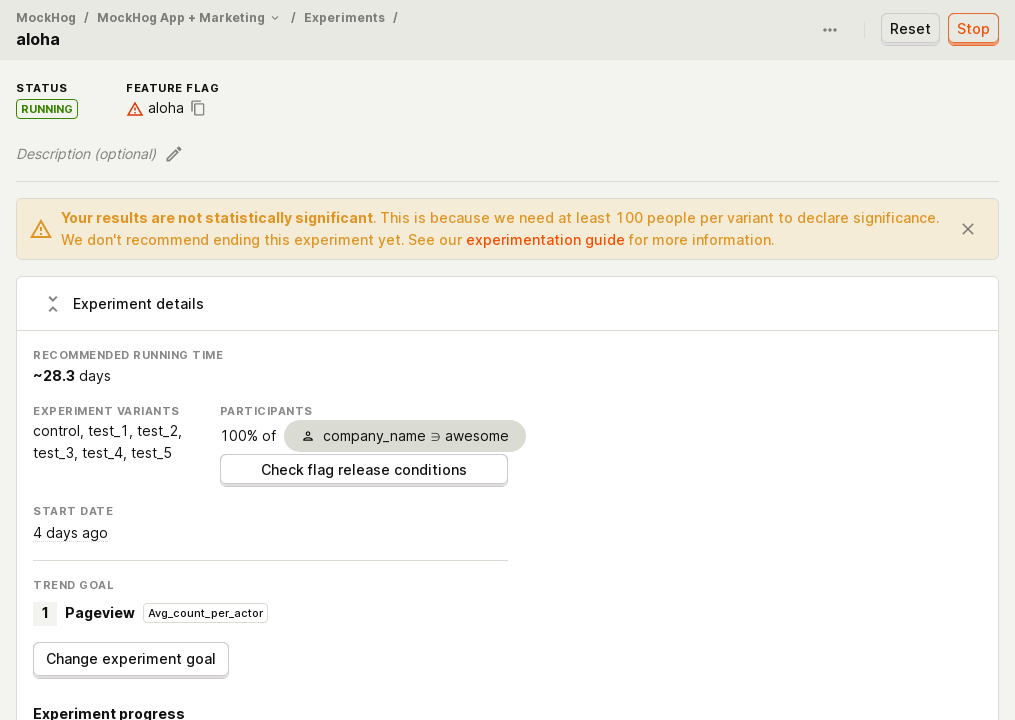 MockHog / MockHog App + Marketing / Experiments /
aloha
Reset
Stop
STATUS
RUNNING
FEATURE FLAG
aloha
Description (optional)
Your results are not statistically significant. This is because we need at least 100 people per variant to declare significance.
We don't recommend ending this experiment yet. See our experimentation guide for more information.
Experiment details
RECOMMENDED RUNNING TIME
~28.3 days
EXPERIMENT VARIANTS
control, test_1, test_2,
test_3, test_4, test_5
PARTICIPANTS
100% of company_name ∋ awesome
Check flag release conditions
START DATE
4 days ago
TREND GOAL
1 Pageview Avg_count_per_actor
Change experiment goal
Experiment progress